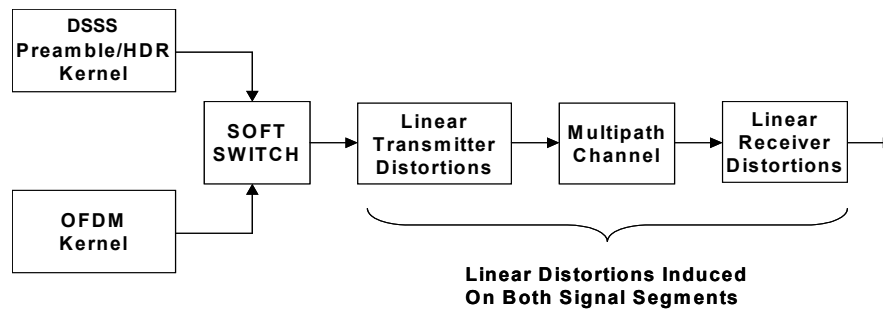 DSSS
Preamble/HDR
Kernel
SOFT
SWITCH
Linear
Transmitter
Distortions
Multipath
Channel
Linear
Receiver
Distortions
OFDM
Kernel
Linear Distortions Induced
On Both Signal Segments